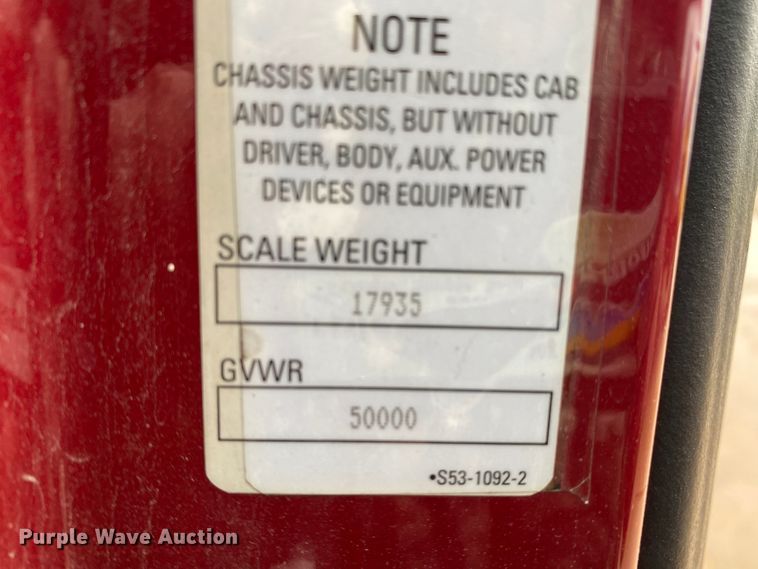 NOTE
CHASSIS WEIGHT INCLUDES CAB
AND CHASSIS, BUT WITHOUT
DRIVER, BODY, AUX. POWER
DEVICES OR EQUIPMENT
SCALE WEIGHT
17935
GVWR
50000
•S53-1092-2
Purple Wave Auction